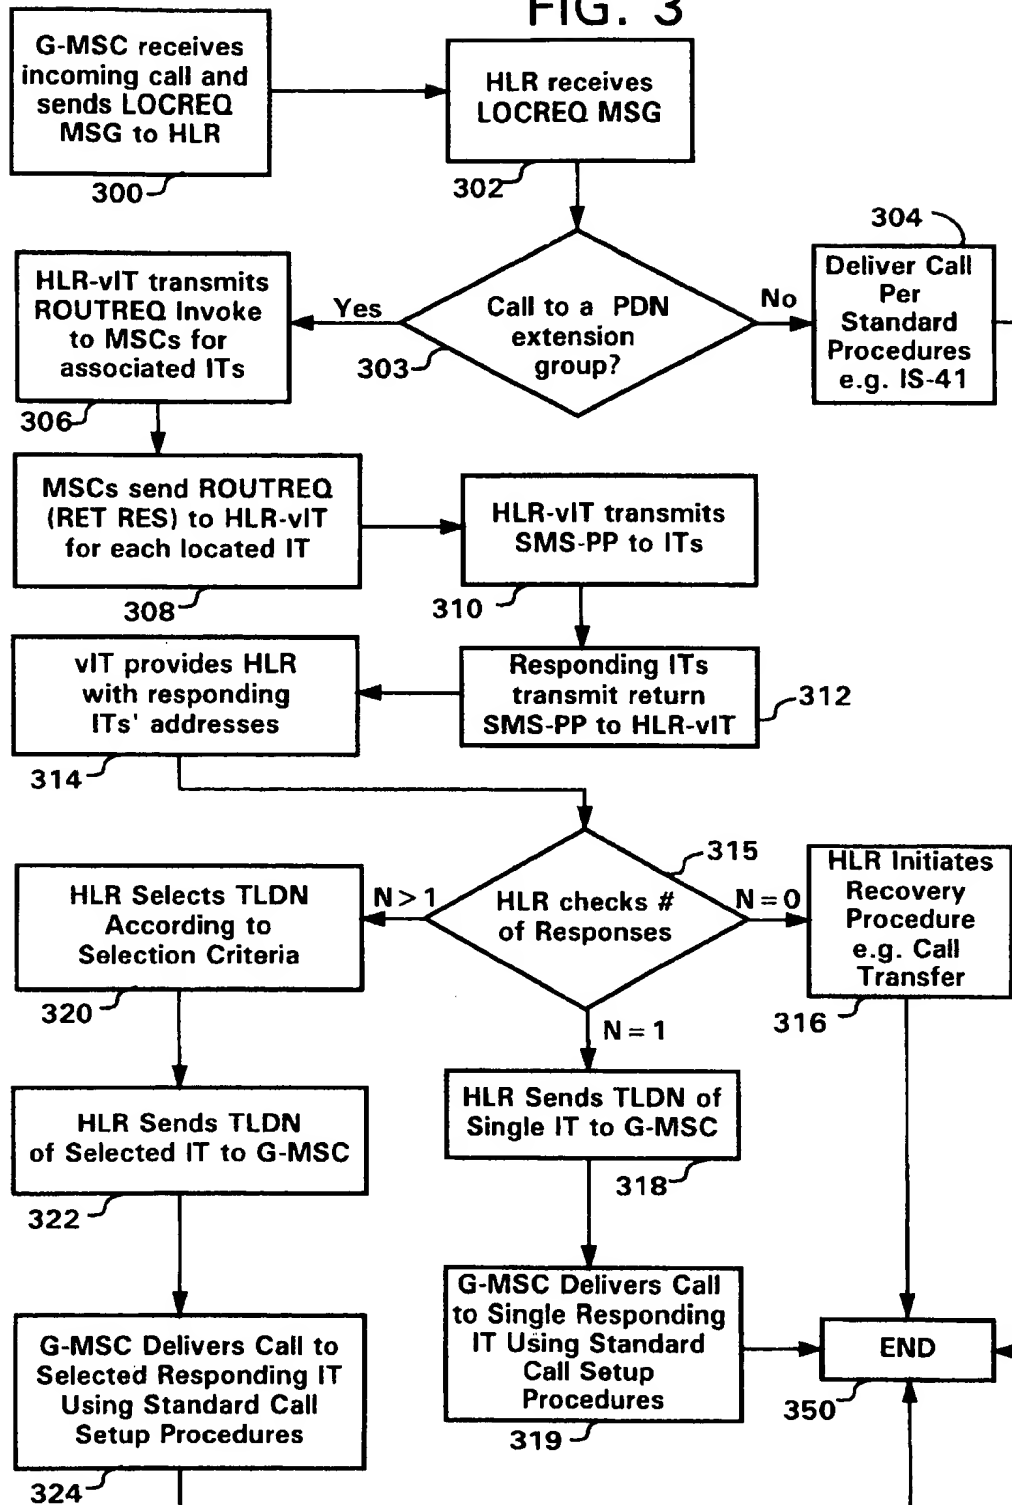 FIG. 3
G-MSC receives
incoming call and
sends LOCREQ
MSG to HLR
300
HLR receives
LOCREQ MSG
302
304
Deliver Call
Per
Standard
Procedures
e.g. IS-41
No
Call to a PDN
extension
group?
303
Yes
HLR-vIT transmits
ROUTREQ Invoke
to MSCs for
associated ITs
306
MSCs send ROUTREQ
(RET RES) to HLR-vIT
for each located IT
308
HLR-vIT transmits
SMS-PP to ITs
310
Responding ITs
transmit return
SMS-PP to HLR-vIT
312
vIT provides HLR
with responding
ITs' addresses
314
315
HLR checks #
of Responses
N=0
HLR Initiates
Recovery
Procedure
e.g. Call
Transfer
316
N>1
HLR Selects TLDN
According to
Selection Criteria
320
N=1
HLR Sends TLDN of
Single IT to G-MSC
318
HLR Sends TLDN
of Selected IT to G-MSC
322
G-MSC Delivers Call
to Single Responding
IT Using Standard
Call Setup
Procedures
319
G-MSC Delivers Call to
Selected Responding IT
Using Standard Call
Setup Procedures
324
END
350